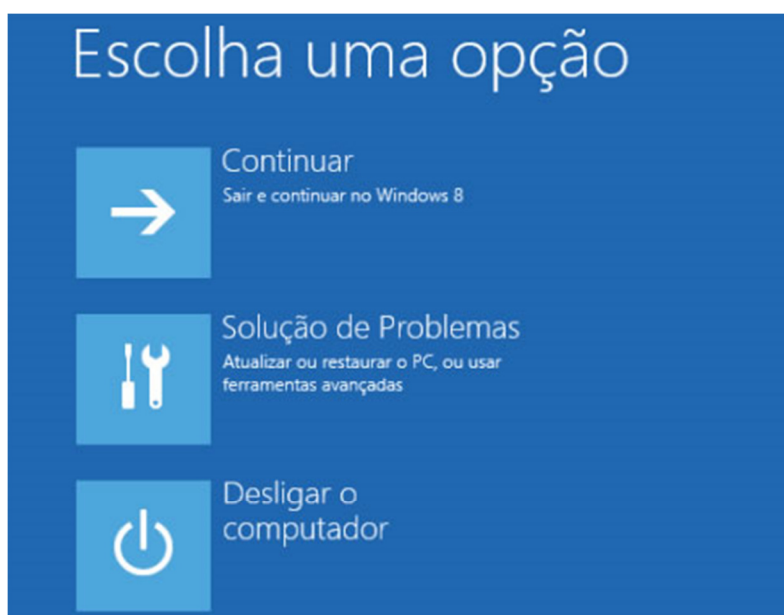 Escolha uma opção
Continuar
Sair e continuar no Windows 8
Solução de Problemas
Atualizar ou restaurar o PC, ou usar
ferramentas avançadas
Desligar o
computador